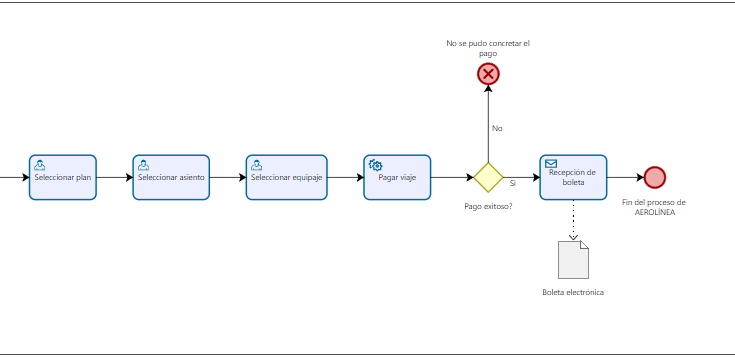 No se pudo concretar el
pago
No
Seleccionar plan
Seleccionar asiento
Seleccionar equipaje
Pagar viaje
Si
Recepción de
boleta
Pago exitoso?
Fin del proceso de
AEROLÍNEA
Boleta electrónica